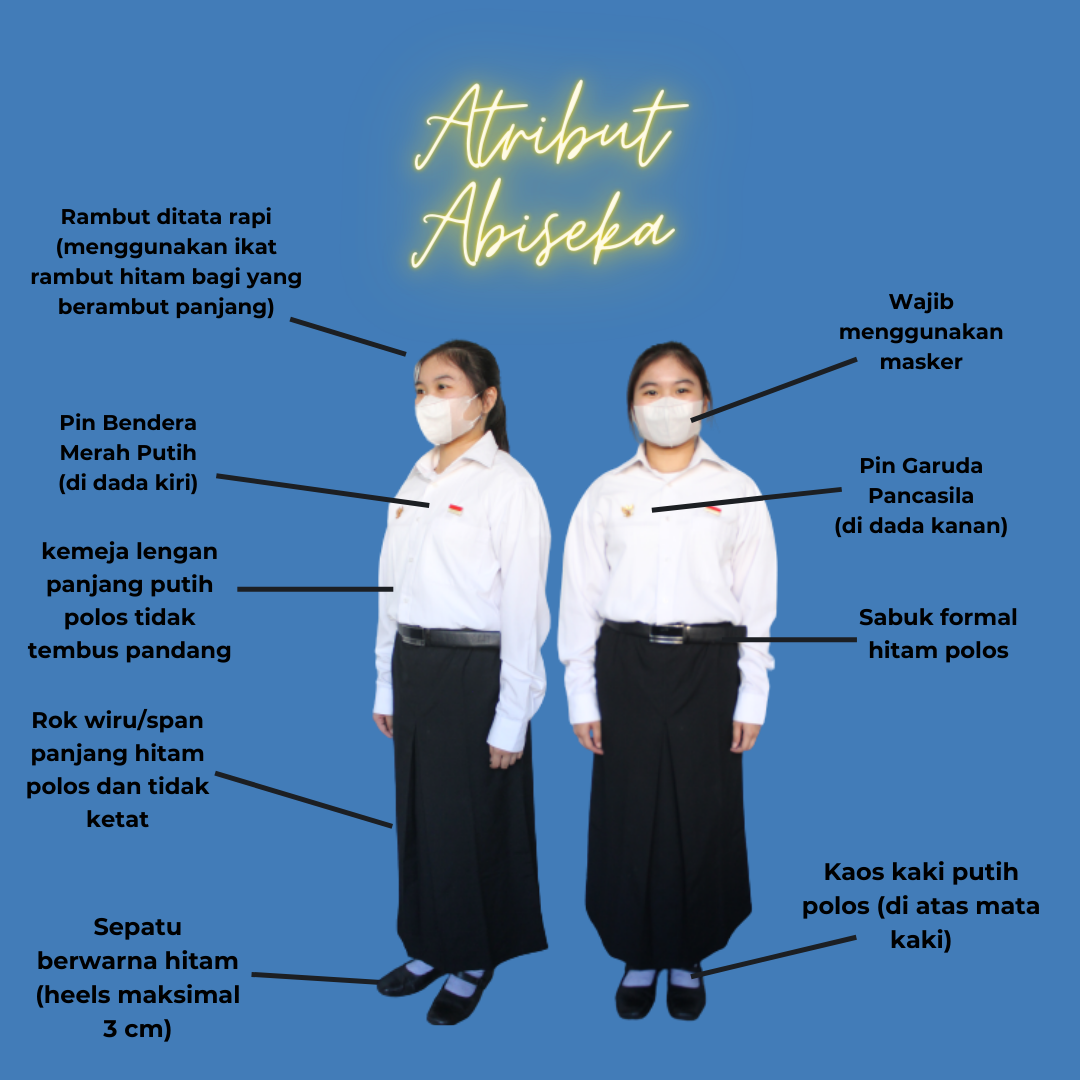 Atribut
Abiseka
Rambut ditata rapi
(menggunakan ikat
rambut hitam bagi yang
berambut panjang)
Wajib
menggunakan
masker
Pin Bendera
Merah Putih
(di dada kiri)
Pin Garuda
Pancasila
(di dada kanan)
kemeja lengan
panjang putih
polos tidak
tembus pandang
Sabuk formal
hitam polos
Rok wiru/span
panjang hitam
polos dan tidak
ketat
Kaos kaki putih
polos (di atas mata
kaki)
Sepatu
berwarna hitam
(heels maksimal
3 cm)